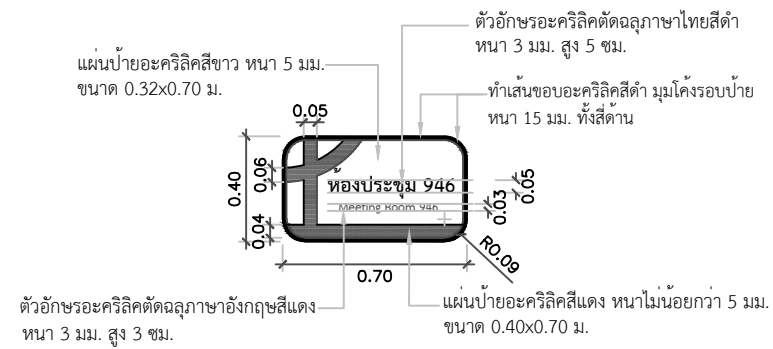 ตัวอักษรอะคริลิคตัดฉลุภาษาไทยสีดำ
หนา 3 มม. สูง 5 ซม.
แผ่นป้ายอะคริลิคสีขาว หนา 5 มม.
ขนาด 0.32x0.70 ม.
ทำเส้นขอบอะคริลิคสีดำ มุมโค้งรอบป้าย
หนา 15 มม. ทั้งสี่ด้าน
0.05
0.40
0.06
0.04
ห้องประชุม 946
Meeting Room 946
0.03
0.05
R0.09
0.70
ตัวอักษรอะคริลิคตัดฉลุภาษาอังกฤษสีแดง
หนา 3 มม. สูง 3 ซม.
แผ่นป้ายอะคริลิคสีแดง หนาไม่น้อยกว่า 5 มม.
ขนาด 0.40x0.70 ม.